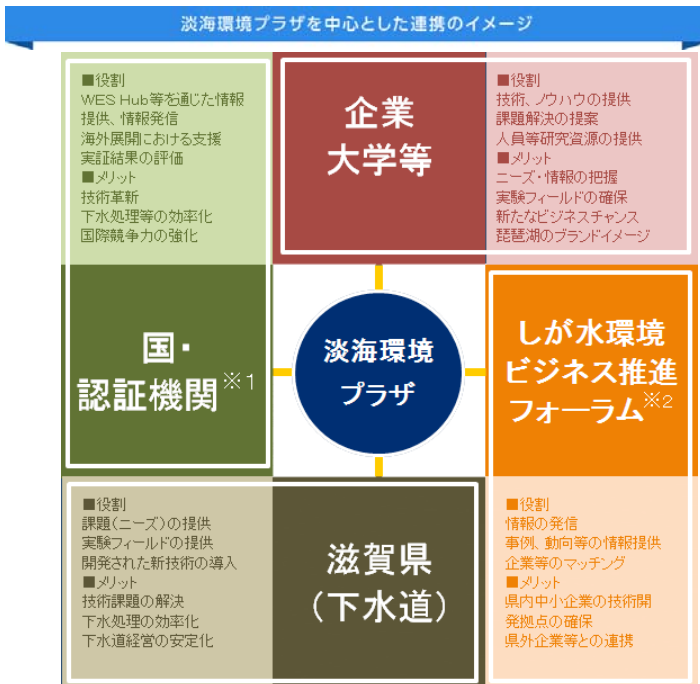 淡海環境プラザを中心とした連携のイメージ
■役割
WES Hub等を通じた情報
提供、情報発信
海外展開における支援
実証結果の評価
■メリット
技術革新
下水処理等の効率化
国際競争力の強化
国・
認証機関※1
企業
大学等
■役割
技術、ノウハウの提供
課題解決の提案
人員等研究資源の提供
■メリット
ニーズ・情報の把握
実験フィールドの確保
新たなビジネスチャンス
琵琶湖のブランドイメージ
淡海環境
プラザ
しが水環境
ビジネス推進
フォーラム※2
■役割
情報の発信
事例、動向等の情報提供
企業等のマッチング
■メリット
県内中小企業の技術開
発拠点の確保
県外企業等との連携
■役割
課題(ニーズ)の提供
実験フィールドの提供
開発された新技術の導入
■メリット
技術課題の解決
下水処理の効率化
下水道経営の安定化
滋賀県
(下水道)